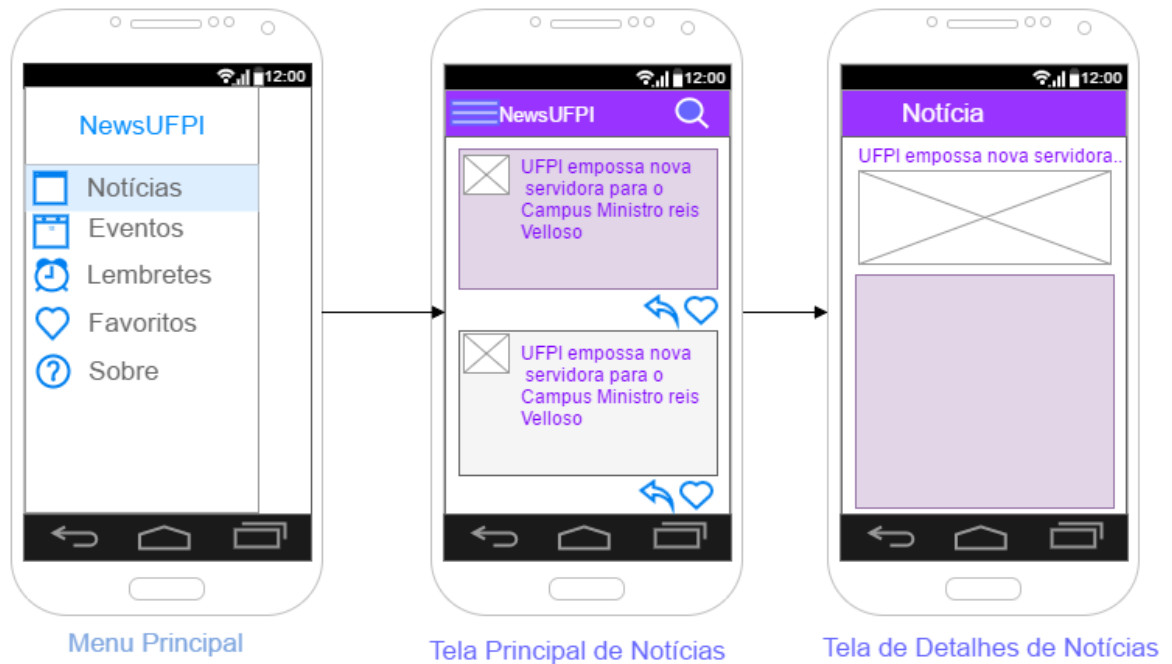 12:00
NewsUFPI
Notícias
Eventos
Lembretes
Favoritos
Sobre
Menu Principal
12:00
NewsUFPI
UFPI empossa nova
servidora para o
Campus Ministro reis
Velloso
UFPI empossa nova
servidora para o
Campus Ministro reis
Velloso
Tela Principal de Notícias
12:00
Notícia
UFPI empossa nova servidora..
Tela de Detalhes de Notícias